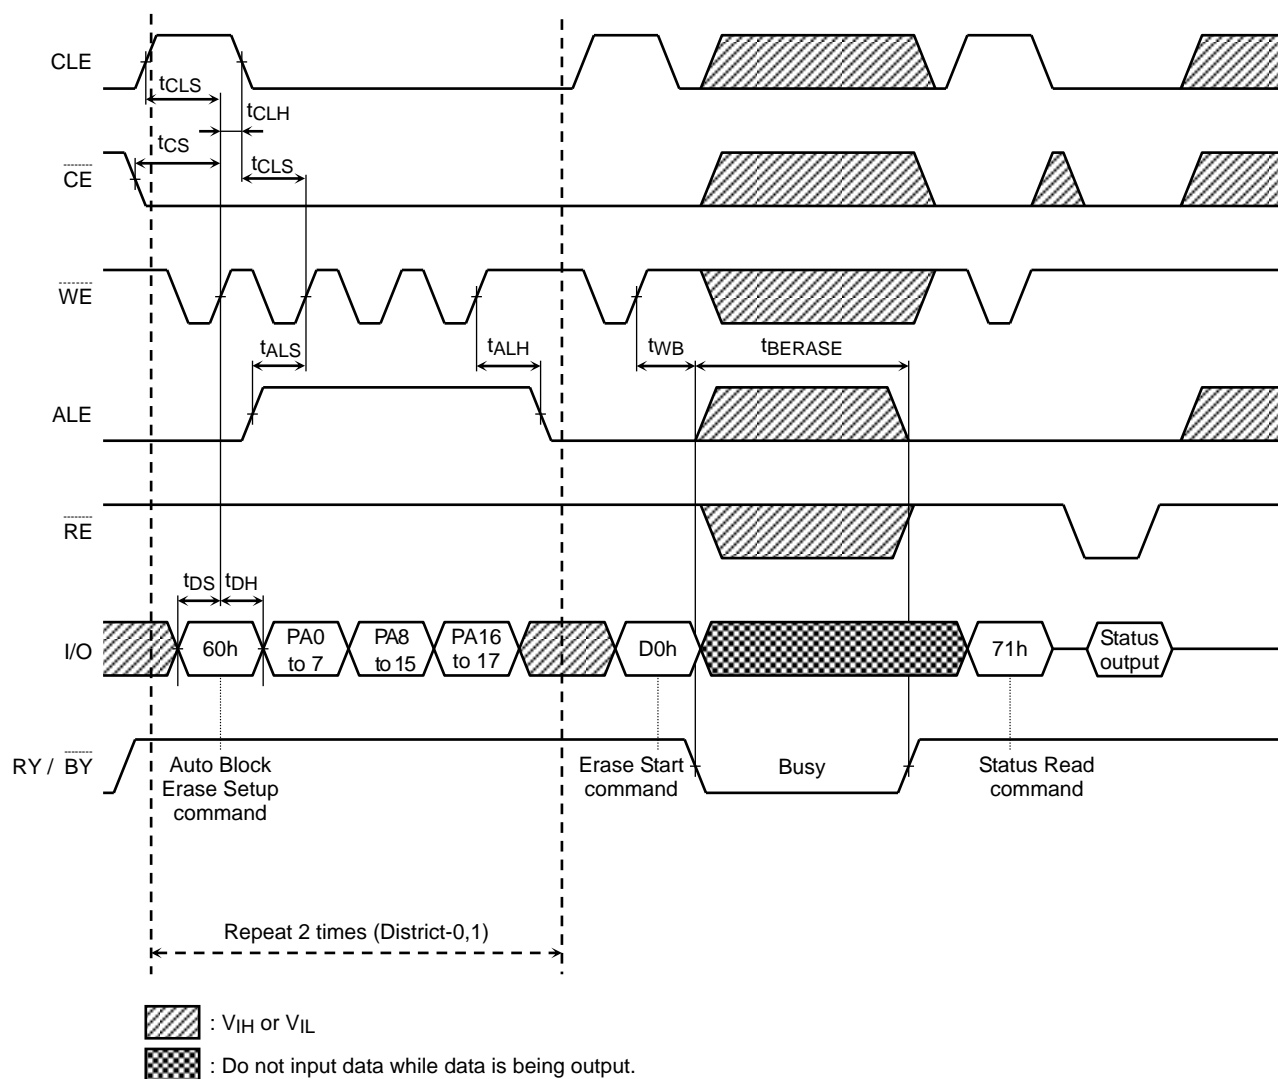 CLE
tCLS
tCLH
tCS
tCLS
CE
WE
tALS
tALH
tWB
tBERASE
ALE
RE
tDS
tDH
I/O
60h
PA0
to 7
PA8
to 15
PA16
to 17
D0h
71h
Status
output
RY / BY
Auto Block
Erase Setup
command
Erase Start
command
Busy
Status Read
command
Repeat 2 times (District-0,1)
: VIH or VIL
: Do not input data while data is being output.